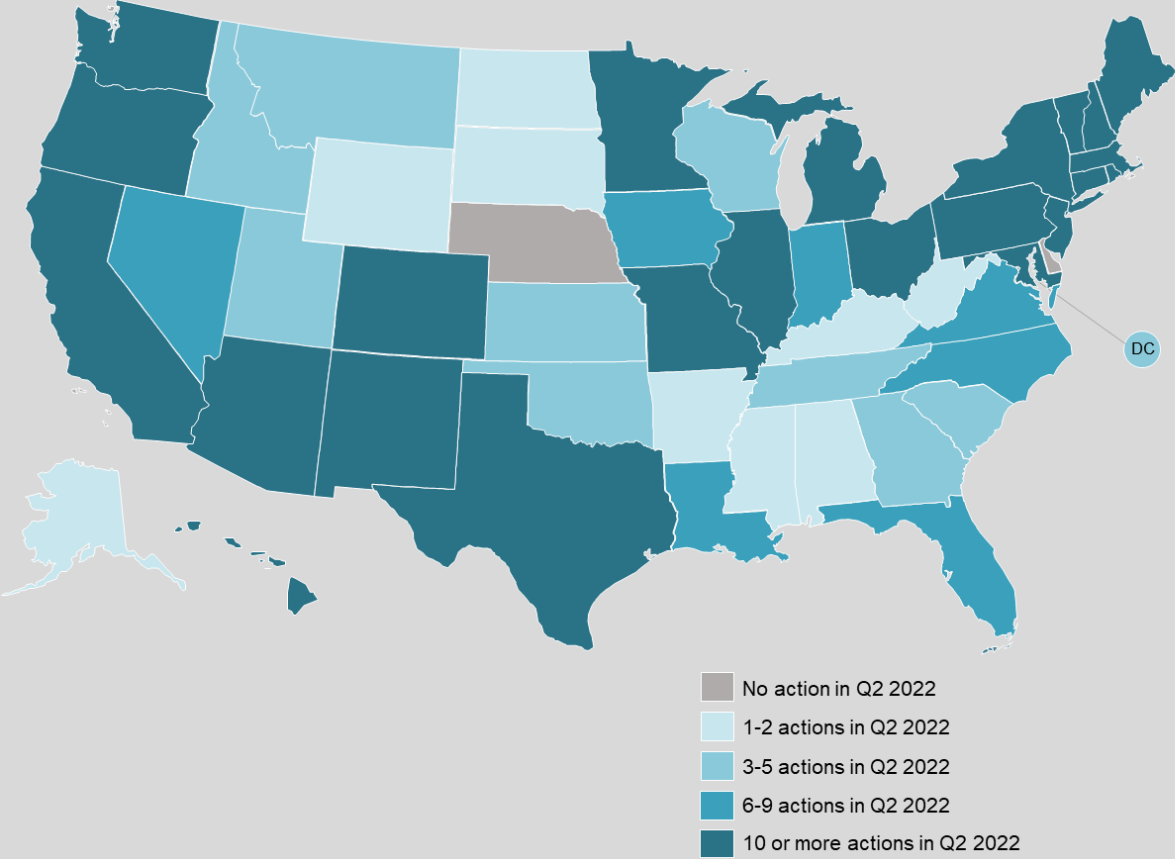 DC
No action in Q2 2022
1-2 actions in Q2 2022
3-5 actions in Q2 2022
6-9 actions in Q2 2022
10 or more actions in Q2 2022